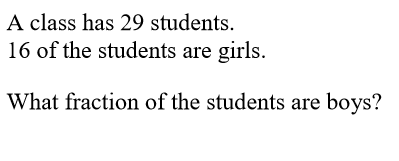 A class has 29 students.
16 of the students are girls.
What fraction of the students are boys?